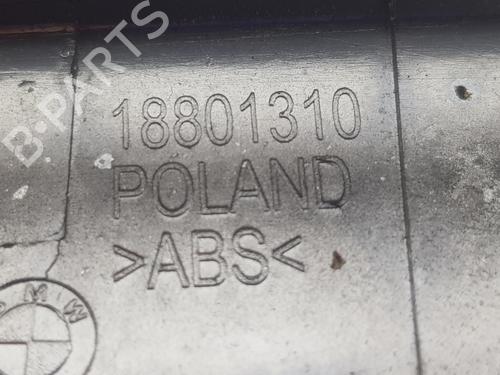 B-PARTS
18801310
POLAND
>ABS<
BMW